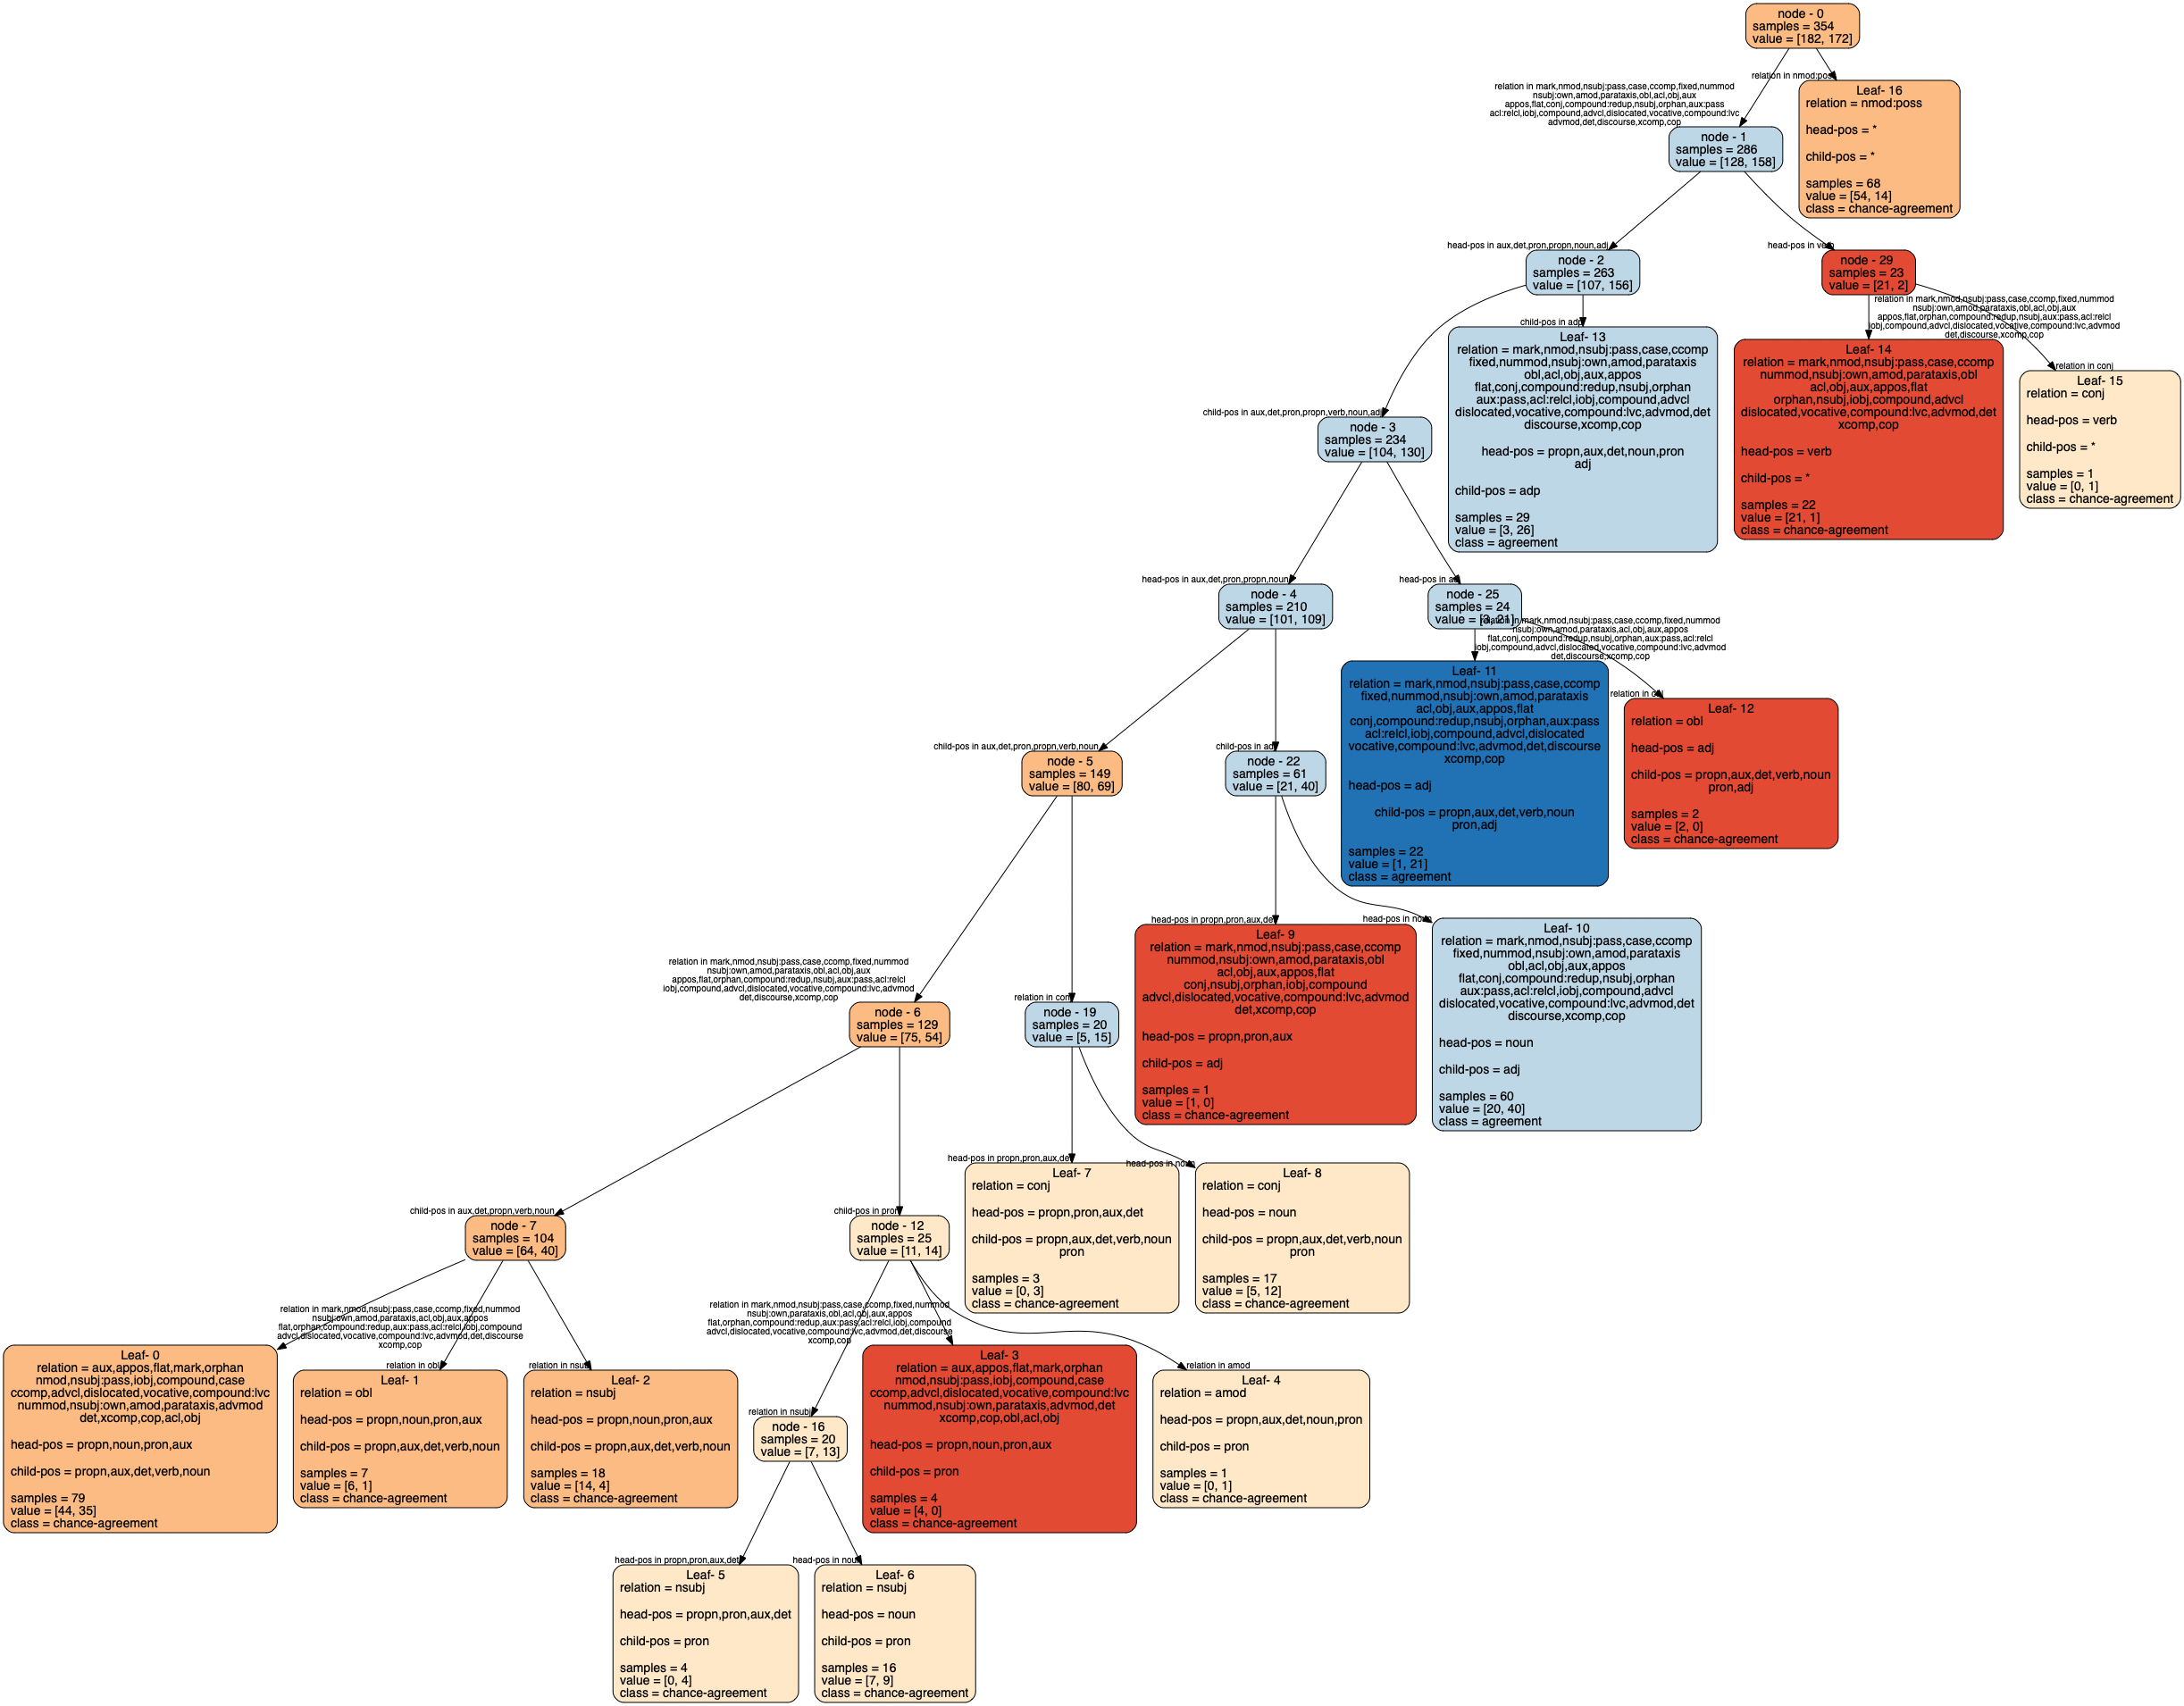 node - 0
samples = 354
value = [182, 172]
relation in nmod:poss
relation in mark,nmod,nsubj:pass,case,ccomp,fixed,nummod
nsubj:own,amod,parataxis,obl,acl,obj,aux
appos,flat,conj,compound:redup,nsubj,orphan,aux:pass
acl:relcl,iobj,compound,advcl,dislocated,vocative,compound:lvc
advmod,det,discourse,xcomp,cop
Leaf- 16
relation = nmod:poss
head-pos = *
child-pos = *
samples = 68
value = [54, 14]
class = chance-agreement
node - 1
samples = 286
value = [128, 158]
head-pos in aux,det,pron,propn,noun,adj
head-pos in verb
node - 2
samples = 263
value = [107, 156]
node - 29
samples = 23
value = [21, 2]
relation in mark,nmod,nsubj:pass,case,ccomp,fixed,nummod
nsubj:own,amod,parataxis,obl,acl,obj,aux
appos,flat,orphan,compound:redup,nsubj,aux:pass,acl:relcl
iobj,compound,advcl,dislocated,vocative,compound:lvc,advmod
det,discourse,xcomp,cop
child-pos in adp
Leaf- 13
relation = mark,nmod,nsubj:pass,case,ccomp
fixed,nummod,nsubj:own,amod,parataxis
obl,acl,obj,aux,appos
flat,conj,compound:redup,nsubj,orphan
aux:pass,acl:relcl,iobj,compound,advcl
dislocated,vocative,compound:lvc,advmod,det
discourse,xcomp,cop
head-pos = propn,aux,det,noun,pron
adj
child-pos = adp
samples = 29
value = [3, 26]
class = agreement
Leaf- 14
relation = mark,nmod,nsubj:pass,case,ccomp
nummod,nsubj:own,amod,parataxis,obl
acl,obj,aux,appos,flat
orphan,nsubj,iobj,compound,advcl
dislocated,vocative,compound:lvc,advmod,det
xcomp,cop
head-pos = verb
child-pos = *
samples = 22
value = [21, 1]
class = chance-agreement
relation in conj
Leaf- 15
relation = conj
head-pos = verb
child-pos = *
samples = 1
value = [0, 1]
class = chance-agreement
child-pos in aux,det,pron,propn,verb,noun,adj
node - 3
samples = 234
value = [104, 130]
head-pos in aux,det,pron,propn,noun
head-pos in adj
node - 4
samples = 210
value = [101, 109]
node - 25
samples = 24
value = [3, 21]
relation in mark,nmod,nsubj:pass,case,ccomp,fixed,nummod
nsubj:own,amod,parataxis,acl,obj,aux,appos
flat,conj,compound:redup,nsubj,orphan,aux:pass,acl:relcl
iobj,compound,advcl,dislocated,vocative,compound:lvc,advmod
det,discourse,xcomp,cop
Leaf- 11
relation = mark,nmod,nsubj:pass,case,ccomp
fixed,nummod,nsubj:own,amod,parataxis
acl,obj,aux,appos,flat
conj,compound:redup,nsubj,orphan,aux:pass
acl:relcl,iobj,compound,advcl,dislocated
vocative,compound:lvc,advmod,det,discourse
xcomp,cop
head-pos = adj
child-pos = propn,aux,det,verb,noun
pron,adj
samples = 22
value = [1, 21]
class = agreement
relation in obl
Leaf- 12
relation = obl
head-pos = adj
child-pos = propn,aux,det,verb,noun
pron,adj
samples = 2
value = [2, 0]
class = chance-agreement
child-pos in aux,det,pron,propn,verb,noun
child-pos in adj
node - 5
samples = 149
value = [80, 69]
node - 22
samples = 61
value = [21, 40]
head-pos in propn,pron,aux,det
head-pos in noun
Leaf- 9
relation = mark,nmod,nsubj:pass,case,ccomp
nummod,nsubj:own,amod,parataxis,obl
acl,obj,aux,appos,flat
conj,nsubj,orphan,iobj,compound
advcl,dislocated,vocative,compound:lvc,advmod
det,xcomp,cop
head-pos = propn,pron,aux
child-pos = adj
samples = 1
value = [1, 0]
class = chance-agreement
Leaf- 10
relation = mark,nmod,nsubj:pass,case,ccomp
fixed,nummod,nsubj:own,amod,parataxis
obl,acl,obj,aux,appos
flat,conj,compound:redup,nsubj,orphan
aux:pass,acl:relcl,iobj,compound,advcl
dislocated,vocative,compound:lvc,advmod,det
discourse,xcomp,cop
head-pos = noun
child-pos = adj
samples = 60
value = [20, 40]
class = agreement
relation in mark,nmod,nsubj:pass,case,ccomp,fixed,nummod
nsubj:own,amod,parataxis,obl,acl,obj,aux
appos,flat,orphan,compound:redup,nsubj,aux:pass,acl:relcl
iobj,compound,advcl,dislocated,vocative,compound:lvc,advmod
det,discourse,xcomp,cop
relation in conj
node - 6
samples = 129
value = [75, 54]
node - 19
samples = 20
value = [5, 15]
head-pos in propn,pron,aux,det
head-pos in noun
Leaf- 7
relation = conj
head-pos = propn,pron,aux,det
child-pos = propn,aux,det,verb,noun
pron
samples = 3
value = [0, 3]
class = chance-agreement
Leaf- 8
relation = conj
head-pos = noun
child-pos = propn,aux,det,verb,noun
pron
samples = 17
value = [5, 12]
class = chance-agreement
child-pos in aux,det,propn,verb,noun
child-pos in pron
node - 7
samples = 104
value = [64, 40]
node - 12
samples = 25
value = [11, 14]
relation in mark,nmod,nsubj:pass,case,ccomp,fixed,nummod
nsubj:own,amod,parataxis,acl,obj,aux,appos
flat,orphan,compound:redup,aux:pass,acl:relcl,iobj,compound
advcl,dislocated,vocative,compound:lvc,advmod,det,discourse
xcomp,cop
relation in obl
relation in nsubj
Leaf- 0
relation = aux,appos,flat,mark,orphan
nmod,nsubj:pass,iobj,compound,case
ccomp,advcl,dislocated,vocative,compound:lvc
nummod,nsubj:own,amod,parataxis,advmod
det,xcomp,cop,acl,obj
head-pos = propn,noun,pron,aux
child-pos = propn,aux,det,verb,noun
samples = 79
value = [44, 35]
class = chance-agreement
Leaf- 1
relation = obl
head-pos = propn,noun,pron,aux
child-pos = propn,aux,det,verb,noun
samples = 7
value = [6, 1]
class = chance-agreement
Leaf- 2
relation = nsubj
head-pos = propn,noun,pron,aux
child-pos = propn,aux,det,verb,noun
samples = 18
value = [14, 4]
class = chance-agreement
relation in mark,nmod,nsubj:pass,case,ccomp,fixed,nummod
nsubj:own,parataxis,obl,acl,obj,aux,appos
flat,orphan,compound:redup,aux:pass,acl:relcl,iobj,compound
advcl,dislocated,vocative,compound:lvc,advmod,det,discourse
xcomp,cop
Leaf- 3
relation = aux,appos,flat,mark,orphan
nmod,nsubj:pass,iobj,compound,case
ccomp,advcl,dislocated,vocative,compound:lvc
nummod,nsubj:own,parataxis,advmod,det
xcomp,cop,obl,acl,obj
head-pos = propn,noun,pron,aux
child-pos = pron
samples = 4
value = [4, 0]
class = chance-agreement
relation in amod
Leaf- 4
relation = amod
head-pos = propn,aux,det,noun,pron
child-pos = pron
samples = 1
value = [0, 1]
class = chance-agreement
relation in nsubj
node - 16
samples = 20
value = [7, 13]
head-pos in propn,pron,aux,det
head-pos in noun
Leaf- 5
relation = nsubj
head-pos = propn,pron,aux,det
child-pos = pron
samples = 4
value = [0, 4]
class = chance-agreement
Leaf- 6
relation = nsubj
head-pos = noun
child-pos = pron
samples = 16
value = [7, 9]
class = chance-agreement